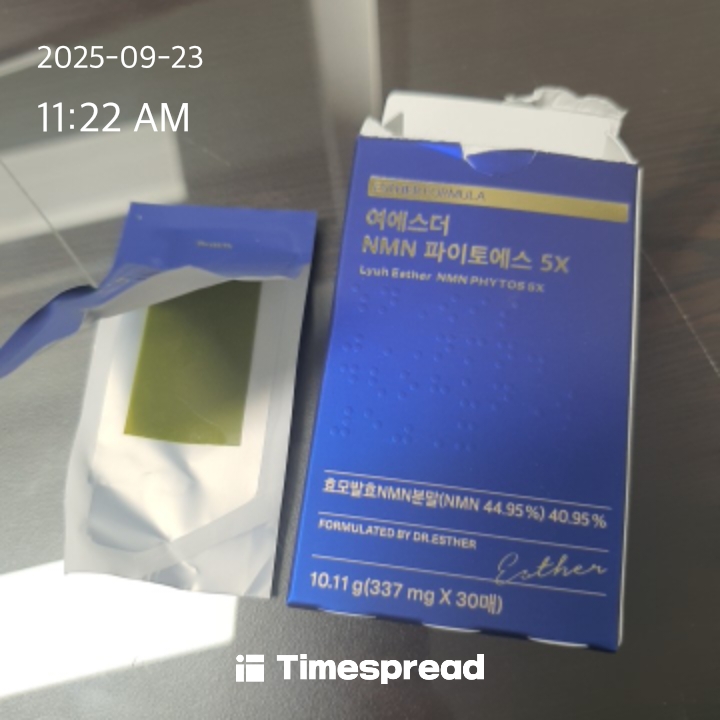 2025-09-23
11:22 AM
ESTHER FORMULA
여에스더
NMN 파이토에스 5X
Lyuh Esther NMN PHYTOS 5X
효모발효NMN분말(NMN 44.95%) 40.95%
FORMULATED BY DR.ESTHER
Esther
10.11 g(337 mg X 30매)
Timespread